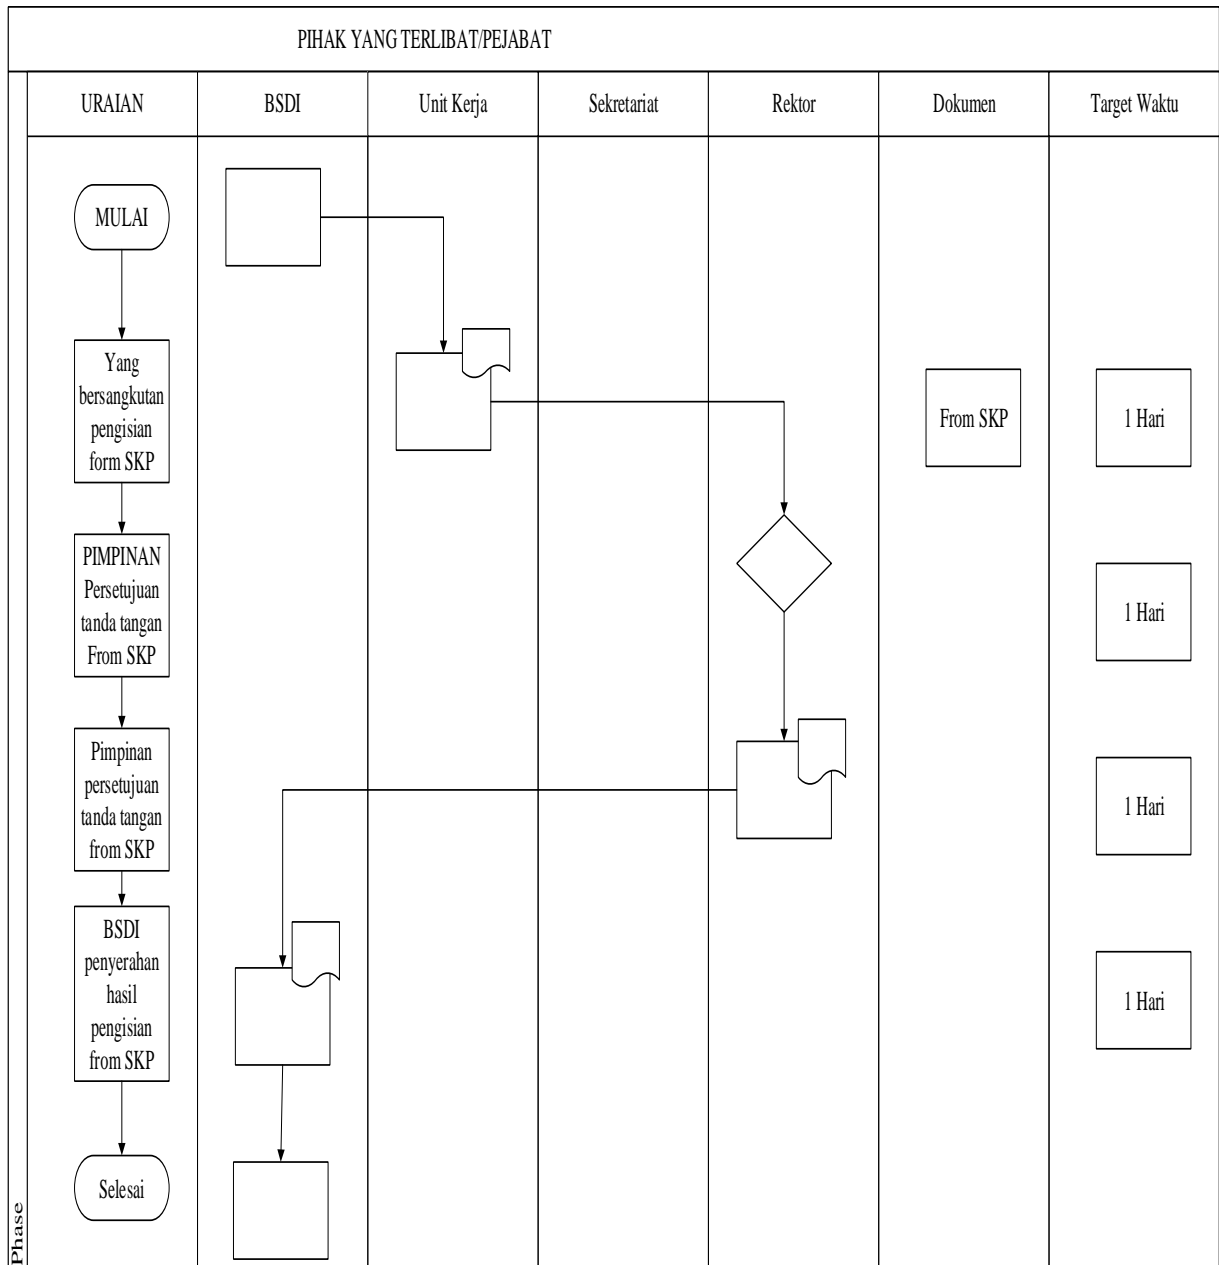 PIHAK YANG TERLIBAT/PEJABAT
URAIAN
BSDI
Unit Kerja
Sekretariat
Rektor
Dokumen
Target Waktu
MULAI
Yang
bersangkutan
pengisian
form SKP
From SKP
1 Hari
PIMPINAN
Persetujuan
tanda tangan
From SKP
1 Hari
Pimpinan
persetujuan
tanda tangan
from SKP
1 Hari
BSDI
penyerahan
hasil
pengisian
from SKP
1 Hari
Selesai
Phase